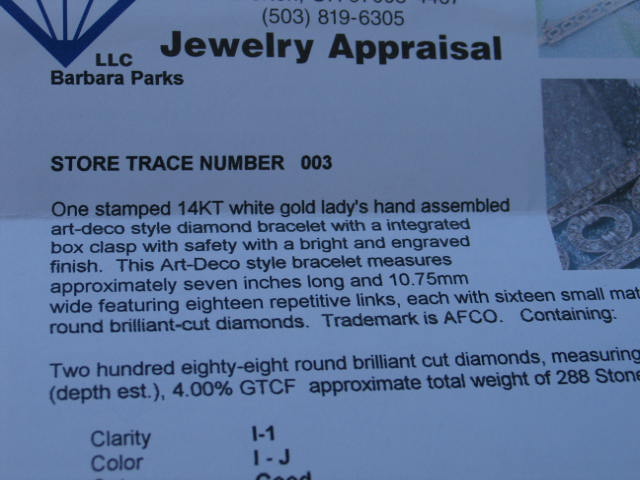 (503) 819-6305
Jewelry Appraisal
LLC
Barbara Parks
STORE TRACE NUMBER 003
One stamped 14KT white gold lady's hand assembled
art-deco style diamond bracelet with a integrated
box clasp with safety with a bright and engraved
finish. This Art-Deco style bracelet measures
approximately seven inches long and 10.75mm
wide featuring eighteen repetitive links, each with sixteen small mat
round brilliant-cut diamonds. Trademark is AFCO. Containing:
Two hundred eighty-eight round brilliant cut diamonds, measuring
(depth est.), 4.00% GTCF approximate total weight of 288 Stone
Clarity I-1
Color I - J
Good